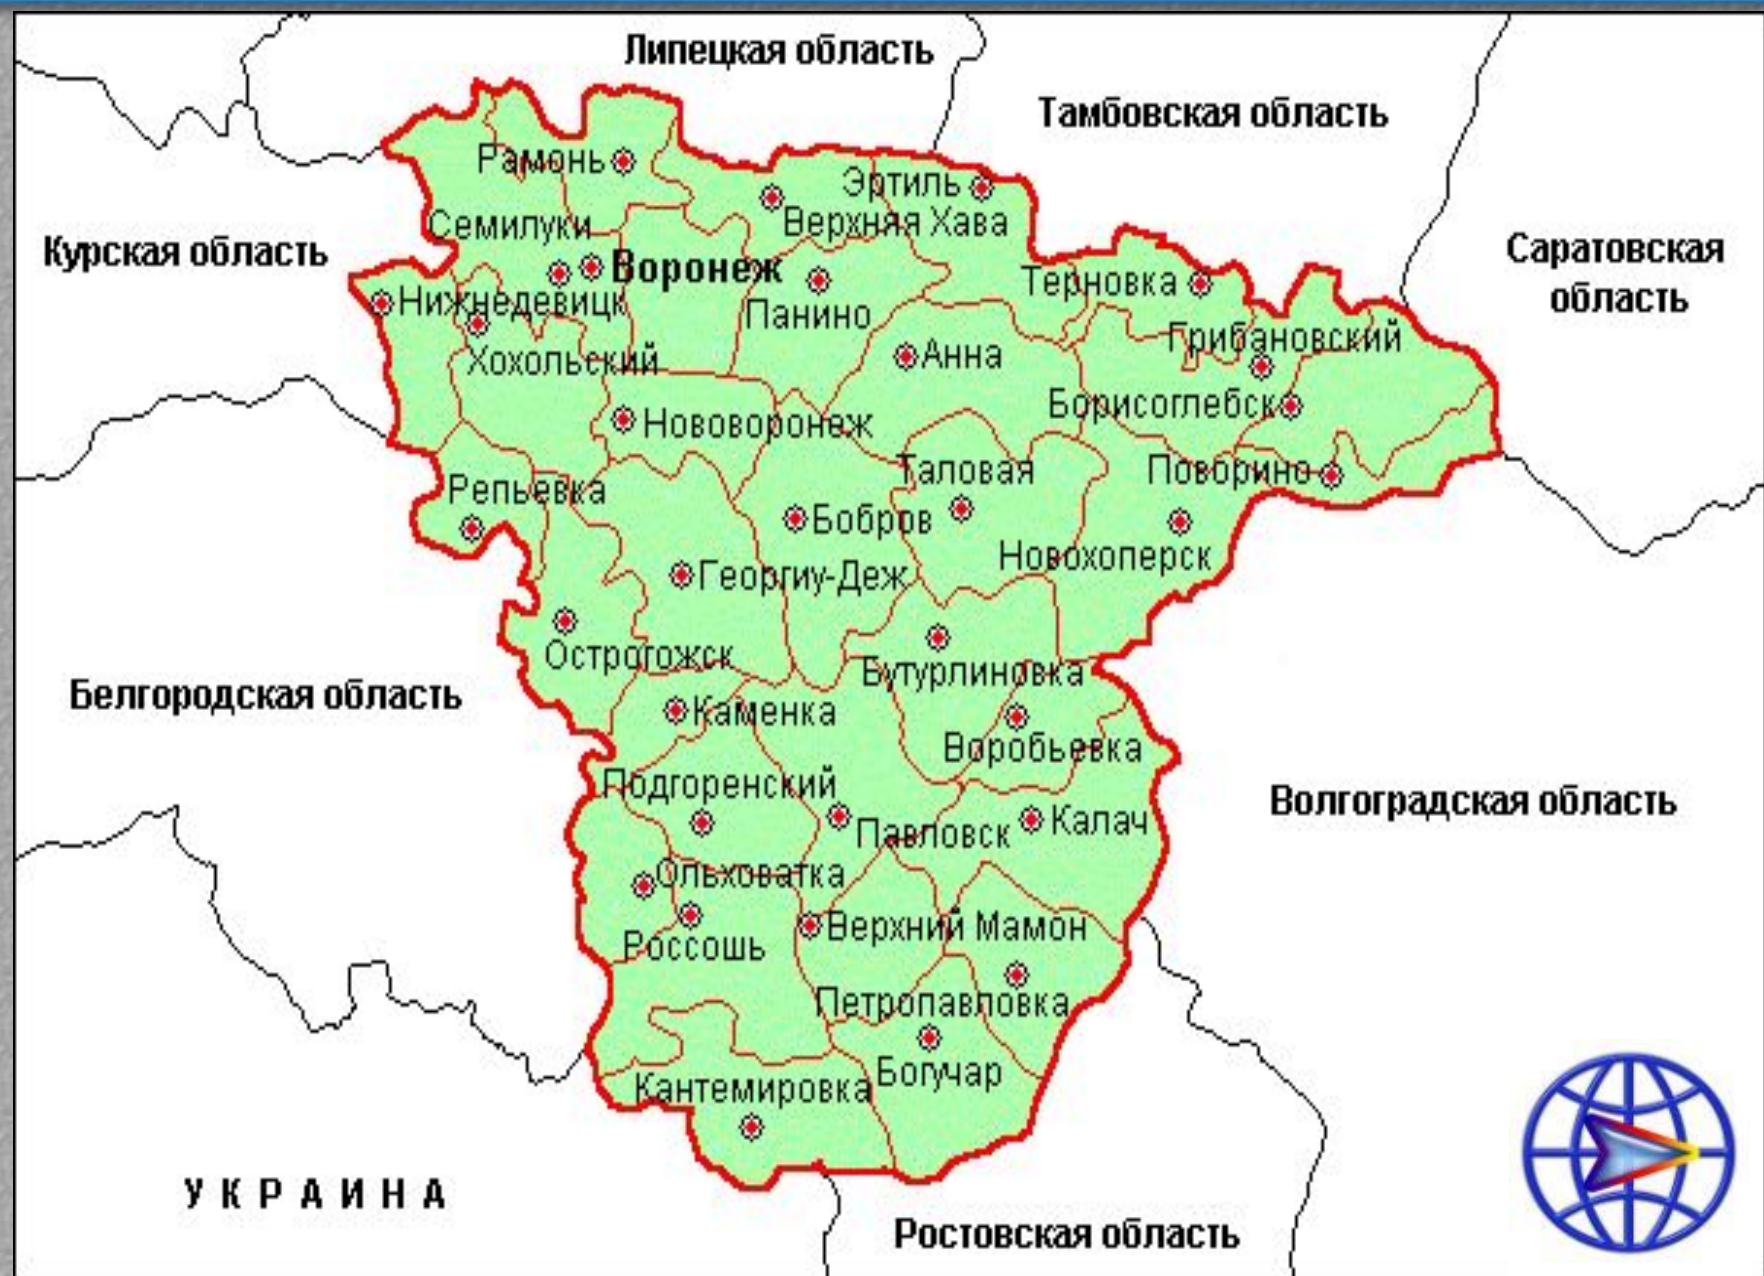 Липецкая область
Тамбовская область
Рамонь
Эртиль
Верхняя Хава
Семилуки
Курская область
Саратовская
область
Воронеж
Терновка
Нижнедевицк
Панино
Грибановский
Хохольский
Анна
Борисоглебск
Нововоронеж
Таловая
Поворино
Репьевка
Бобров
Новохоперск
Георгиу-Деж
Острогожск
Бутурлиновка
Белгородская область
Каменка
Воробьевка
Подгоренский
Волгоградская область
Павловск
Калач
Ольховатка
Верхний Мамон
Россошь
Петропавловка
Богучар
Кантемировка
УКРАИНА
Ростовская область